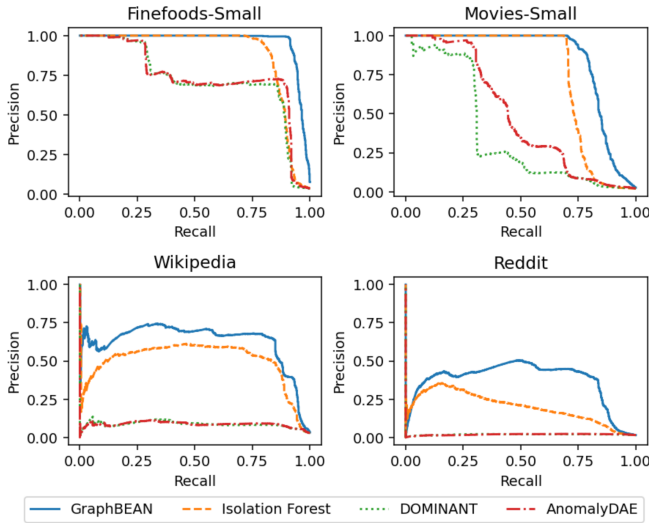 Finefoods-Small
Movies-Small
1.00
0.75
0.50
0.25
0.00
Precision
0.00 0.25 0.50 0.75 1.00
Recall
1.00
0.75
0.50
0.25
0.00
Precision
0.00 0.25 0.50 0.75 1.00
Recall
Wikipedia
Reddit
1.00
0.75
0.50
0.25
0.00
Precision
0.00 0.25 0.50 0.75 1.00
Recall
1.00
0.75
0.50
0.25
0.00
Precision
0.00 0.25 0.50 0.75 1.00
Recall
GraphBEAN Isolation Forest DOMINANT AnomalyDAE